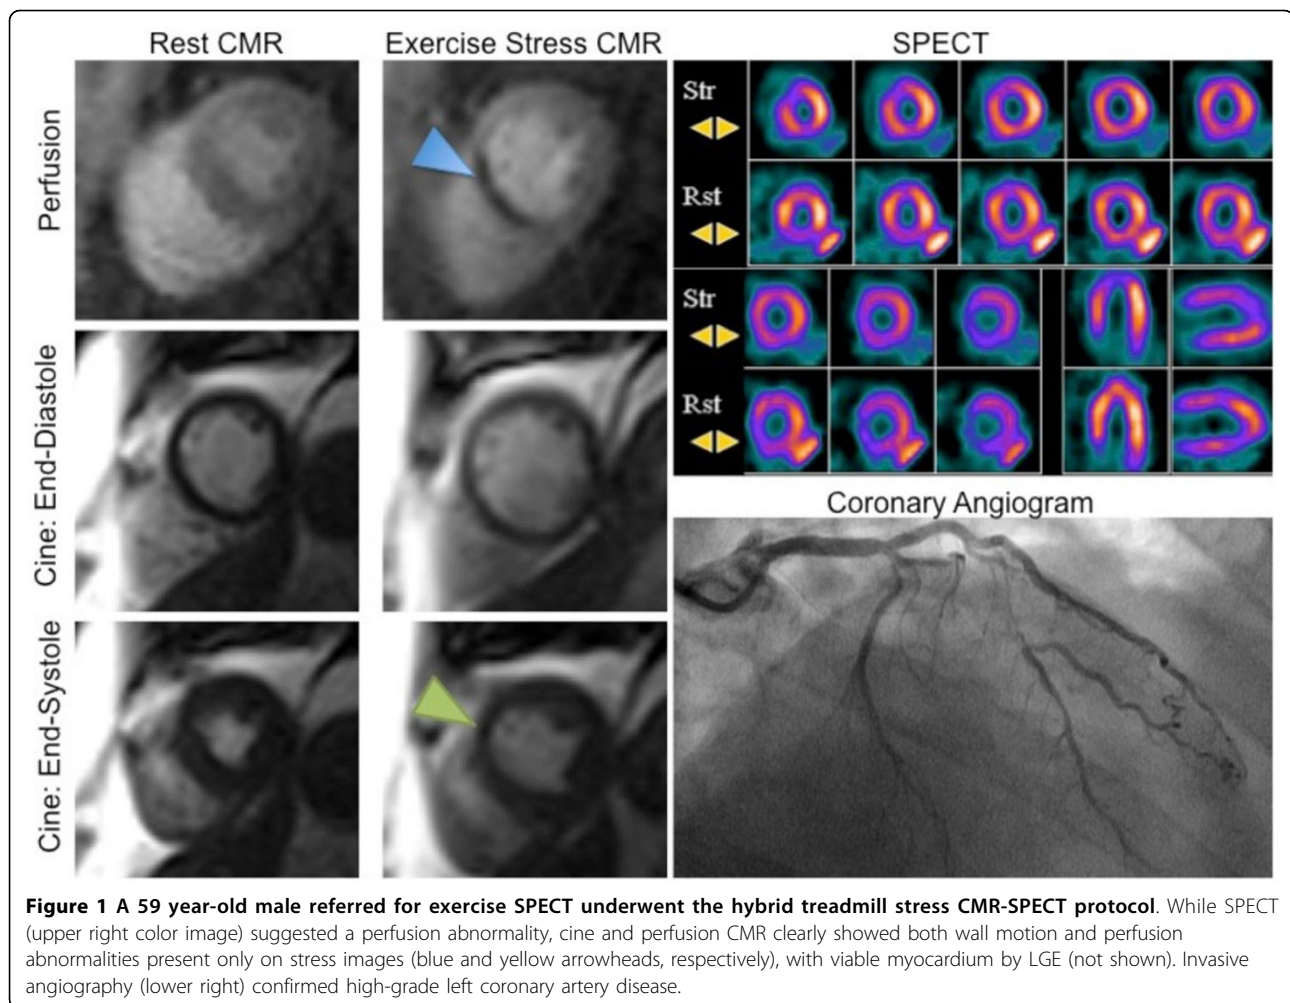 Rest CMR
Exercise Stress CMR
SPECT
Perfusion
Str
Rst
Str
Rst
Cine: End-Diastole
Coronary Angiogram
Cine: End-Systole
Figure 1 A 59 year-old male referred for exercise SPECT underwent the hybrid treadmill stress CMR-SPECT protocol. While SPECT
(upper right color image) suggested a perfusion abnormality, cine and perfusion CMR clearly showed both wall motion and perfusion
abnormalities present only on stress images (blue and yellow arrowheads, respectively), with viable myocardium by LGE (not shown). Invasive
angiography (lower right) confirmed high-grade left coronary artery disease.